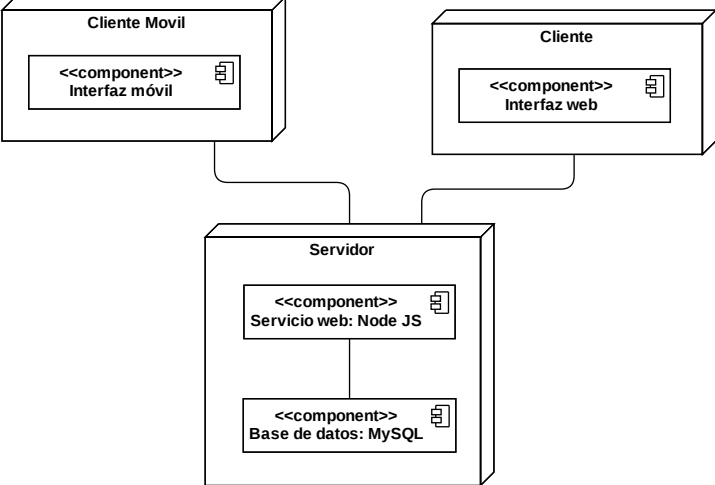 Cliente Movil
<<component>>
Interfaz móvil
Cliente
<<component>>
Interfaz web
Servidor
<<component>>
Servicio web: Node JS
<<component>>
Base de datos: MySQL